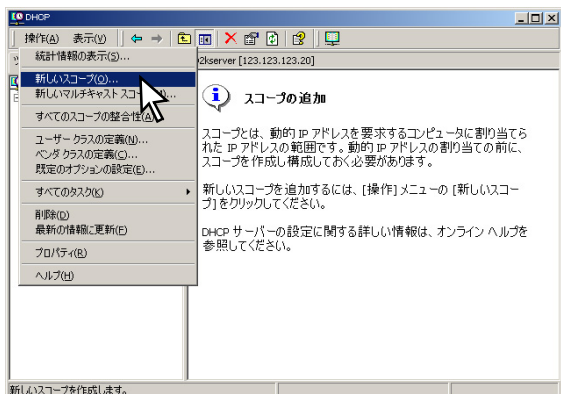 DHCP
操作(A) 表示(V)
統計情報の表示(S)...
2kserver [123.123.123.20]
新しいスコープ(O)...
新しいマルチキャスト スコープ(M)...
すべてのスコープの整合性(A)
ユーザー クラスの定義(N)...
ベンダ クラスの定義(C)...
既定のオプションの設定(E)...
すべてのタスク(K)
削除(D)
最新の情報に更新(F)
プロパティ(R)
ヘルプ(H)
スコープの追加
スコープとは、動的 IP アドレスを要求するコンピュータに割り当てら
れた IP アドレスの範囲です。動的 IP アドレスの割り当ての前に、
スコープを作成し構成しておく必要があります。
新しいスコープを追加するには、[操作] メニューの [新しいスコー
プ] をクリックしてください。
DHCP サーバーの設定に関する詳しい情報は、オンライン ヘルプを
参照してください。
新しいスコープを作成します。